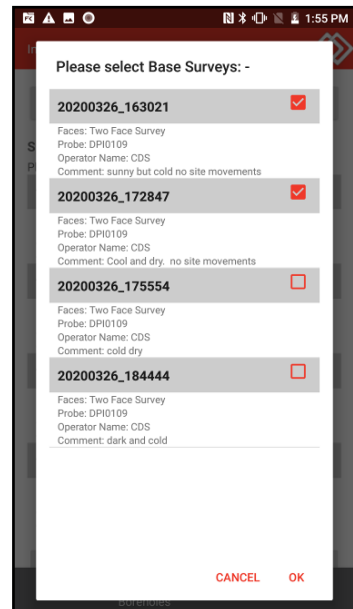 1:55 PM
In
Please select Base Surveys: -
20200326_163021
Faces: Two Face Survey
Probe: DPI0109
Operator Name: CDS
Comment: sunny but cold no site movements
20200326_172847
Faces: Two Face Survey
Probe: DPI0109
Operator Name: CDS
Comment: Cool and dry.  no site movements
20200326_175554
Faces: Two Face Survey
Probe: DPI0109
Operator Name: CDS
Comment: cold dry
20200326_184444
Faces: Two Face Survey
Probe: DPI0109
Operator Name: CDS
Comment: dark and cold
CANCEL OK
Boreholes